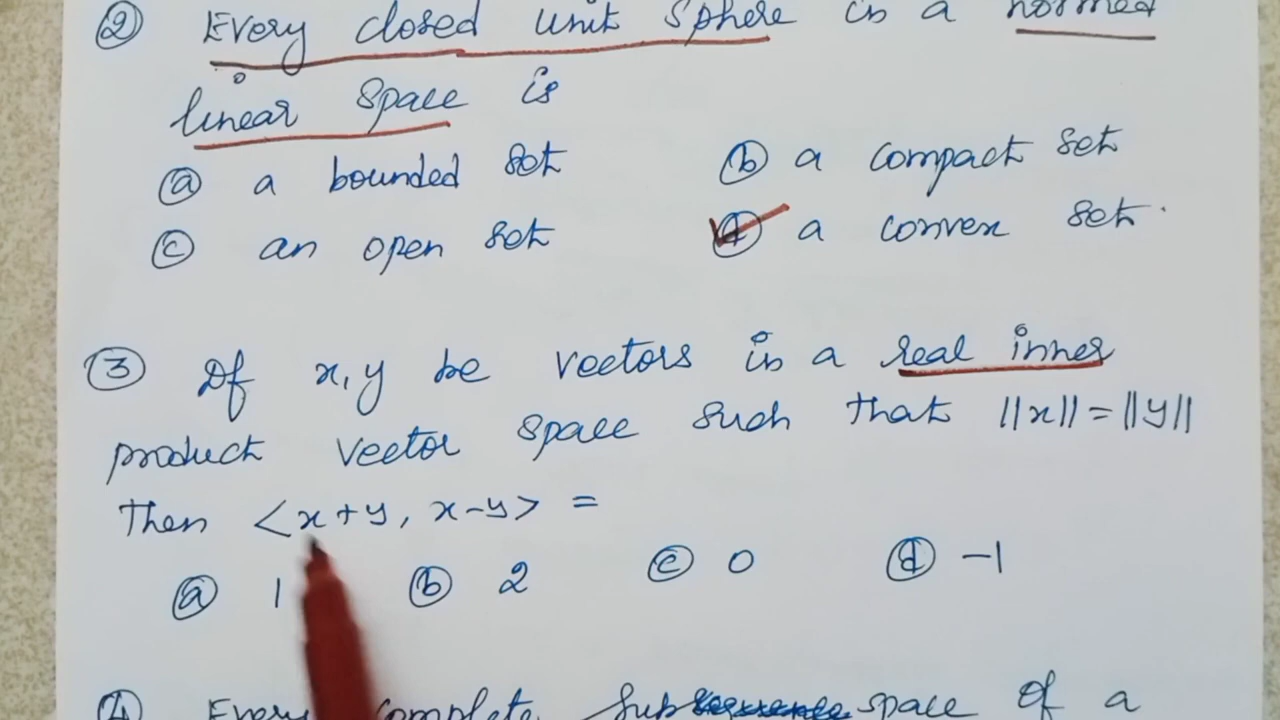 ② Every closed unit sphere in a normed
linear space is
ⓐ a bounded set ⓑ a compact set
ⓒ an open set ⓓ a convex set.
③ If x, y be vectors in a real inner
product vector space such that ||x|| = ||y||
then <x+y, x-y> =
ⓐ 1 ⓑ 2 ⓒ 0 ⓓ -1
④ Every complete sub space of a